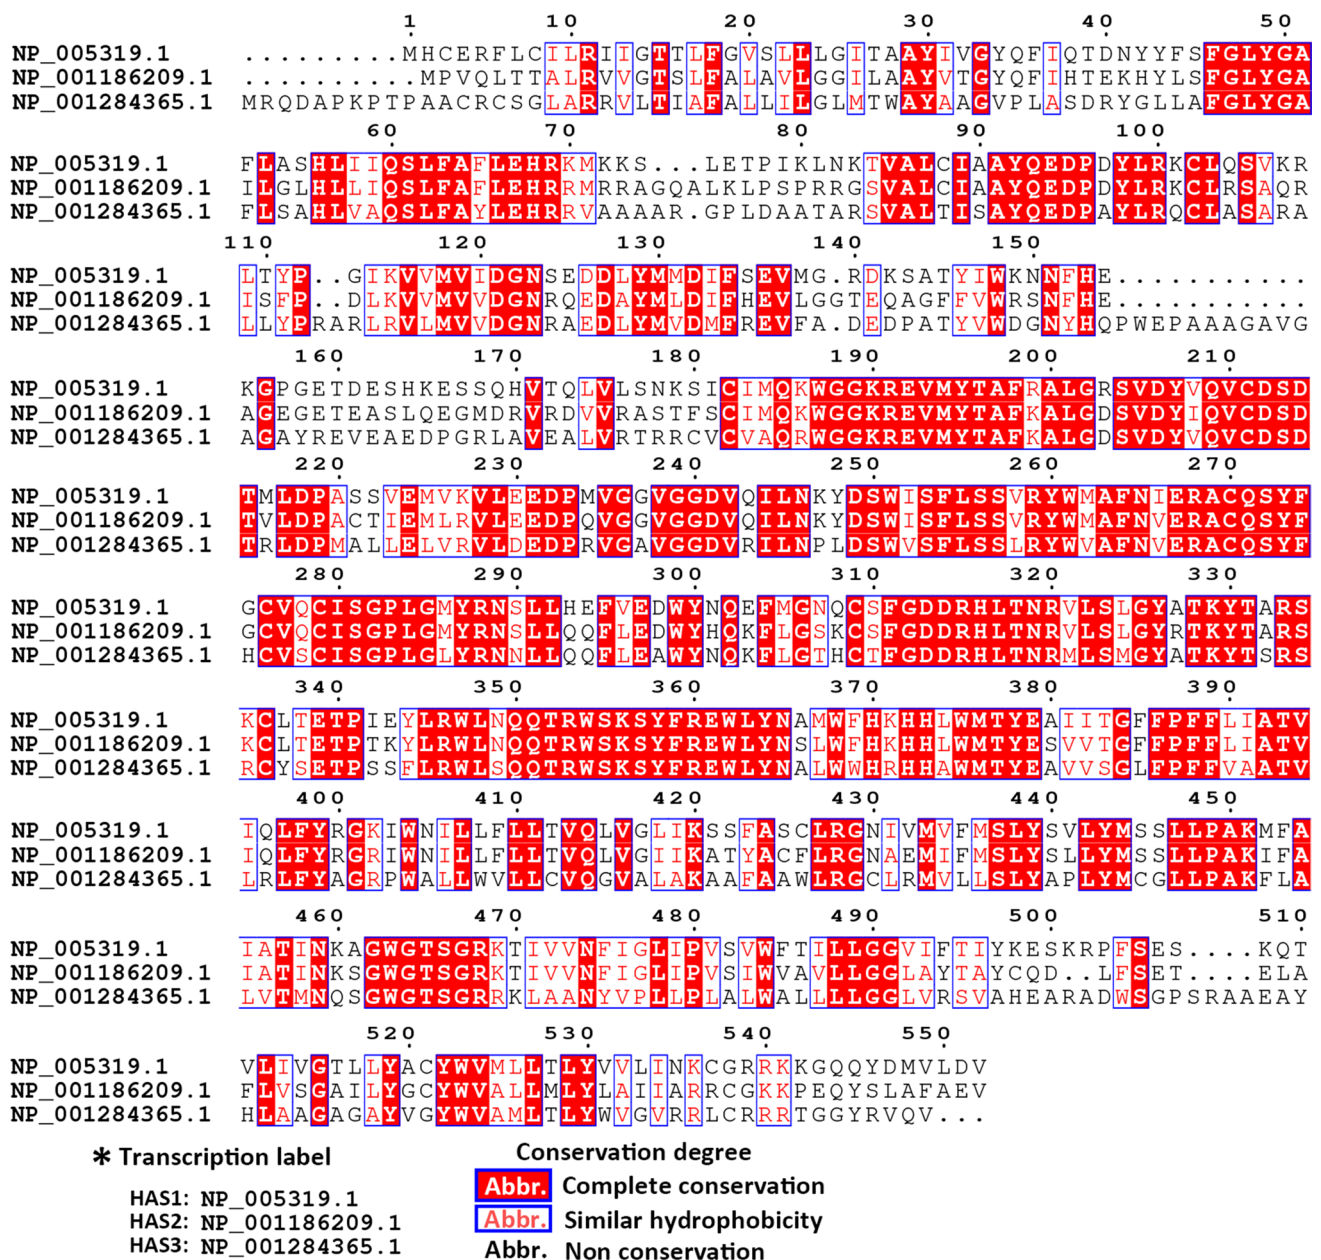 1 10 20 30 40 50
NP_005319.1 .........MHCERFLCILRIIGTTLFGVSLLLGITAAYIVGYQFIQTDNYYFSFGLYGA
NP_001186209.1 ..........MPVQLTTALRVVGTSLFALAVLGGILAAYVTGYQFIHTEKHYLSFGLYGA
NP_001284365.1 MRQDAPKPTPAACRCSGLARRVLTIAFALLILGLMTWAYAAGVPLASDRYGLLAFGLYGA
60 70 80 90 100
NP_005319.1 FLASHLIIQSLFAFLEHRKMKKS...LETPIKLNKTVALCIAAYQEDPDYLRKCLQSVKR
NP_001186209.1 ILGLHLLIQSLFAFLEHRRMRRAGQALKLPSPRRGSVALCIAAYQEDPDYLRKCLRSAQR
NP_001284365.1 FLSAHLVAQSLFAYLEHRRVAAAAR.GPLDAATARSVALTISAYQEDPAYLRQCLASARA
110 120 130 140 150
NP_005319.1 LTYP..GIKVVMVIDGNSEDDLYMMDIFSEVMG.RDKSATYIWKNNFHE...........
NP_001186209.1 ISFP..DLKVVMVVDGNRQEDAYMLDIFHEVLGGTEQAGFFVWRSNFHE...........
NP_001284365.1 LLYPRARLRVLMVVDGNRAEDLYMVDMFREVFA.DEDPATYVWDGNYHQPWEPAAAGAVG
160 170 180 190 200 210
NP_005319.1 KGPGETDESHKESSQHVTQLVLSNKSICIMQKWGGKREVMYTAFRALGRSVDYVQVCDSD
NP_001186209.1 AGEGETEASLQEGMDRVRDVVRASTFSCIMQKWGGKREVMYTAFKALGDSVDYIQVCDSD
NP_001284365.1 AGAYREVEAEDPGRLAVEALVRTRRCVCVAQRWGGKREVMYTAFKALGDSVDYVQVCDSD
220 230 240 250 260 270
NP_005319.1 TMLDPASSVEMVKVLEEDPMVGGVGGDVQILNKYDSWISFLSSVRYWMAFNIERACQSYF
NP_001186209.1 TVLDPACTIEMLRVLEEDPQVGGVGGDVQILNKYDSWISFLSSVRYWMAFNVERACQSYF
NP_001284365.1 TRLDPMALLELVRVLDEDPRVGAVGGDVRILNPLDSWVSFLSSLRYWVAFNVERACQSYF
280 290 300 310 320 330
NP_005319.1 GCVQCISGPLGMYRNSLLHEFVEDWYNQEFMGNQCSFGDDRHLTNRVLSLGYATKYTARS
NP_001186209.1 GCVQCISGPLGMYRNSLLQQFLEDWYHQKFLGSKCSFGDDRHLTNRVLSLGYRTKYTARS
NP_001284365.1 HCVSCISGPLGLYRNNLLQQFLEAWYNQKFLGTHCTFGDDRHLTNRMLSMGYATKYTSRS
340 350 360 370 380 390
NP_005319.1 KCLTETPIEYLRWLNQQTRWSKSYFREWLYNAMWFHKHHLWMTYEAIITGFFPFFLIATV
NP_001186209.1 KCLTETPTKYLRWLNQQTRWSKSYFREWLYNSLWFHKHHLWMTYESVVTGFFPFFLIATV
NP_001284365.1 RCYSETPSSFLRWLSQQTRWSKSYFREWLYNALWWHRHHAWMTYEAVVSGLFPFFVAATV
400 410 420 430 440 450
NP_005319.1 IQLFYRGKIWNILLFLLTVQLVGLIKSSFASCLRGNIVMVFMSLYSVLYMSSLLPAKMFA
NP_001186209.1 IQLFYRGRIWNILLFLLTVQLVGIIKATYACFLRGNAEMIFMSLYSLLYMSSLLPAKIFA
NP_001284365.1 LRLFYAGRPWALLWVLLCVQGVALAKAAFAAWLRGCLRMVLLSLYAPLYMCGLLPAKFLA
460 470 480 490 500 510
NP_005319.1 IATINKAGWGTSGRKTIVVNFIGLIPVSVWFTILLGGVIFTIYKESKRPFSES....KQT
NP_001186209.1 IATINKSGWGTSGRKTIVVNFIGLIPVSIWVAVLLGGLAYTAYCQD..LFSET....ELA
NP_001284365.1 LVTMNQSGWGTSGRRKLAANYVPLLPLALWALLLLGGLVRSVAHEARADWSGPSRAAEAY
520 530 540 550
NP_005319.1 VLIVGTLLYACYWVMLLTLYVVLINKCGRRKKGQQYDMVLDV
NP_001186209.1 FLVSGAILYGCYWVALLMLYLAIIARRCGKKPEQYSLAFAEV
NP_001284365.1 HLAAGAGAYVGYWVAMLTLYWVGVRRLCRRRTGGYRVQV...
* Transcription label
HAS1: NP_005319.1
HAS2: NP_001186209.1
HAS3: NP_001284365.1
Conservation degree
Abbr. Complete conservation
Abbr. Similar hydrophobicity
Abbr. Non conservation